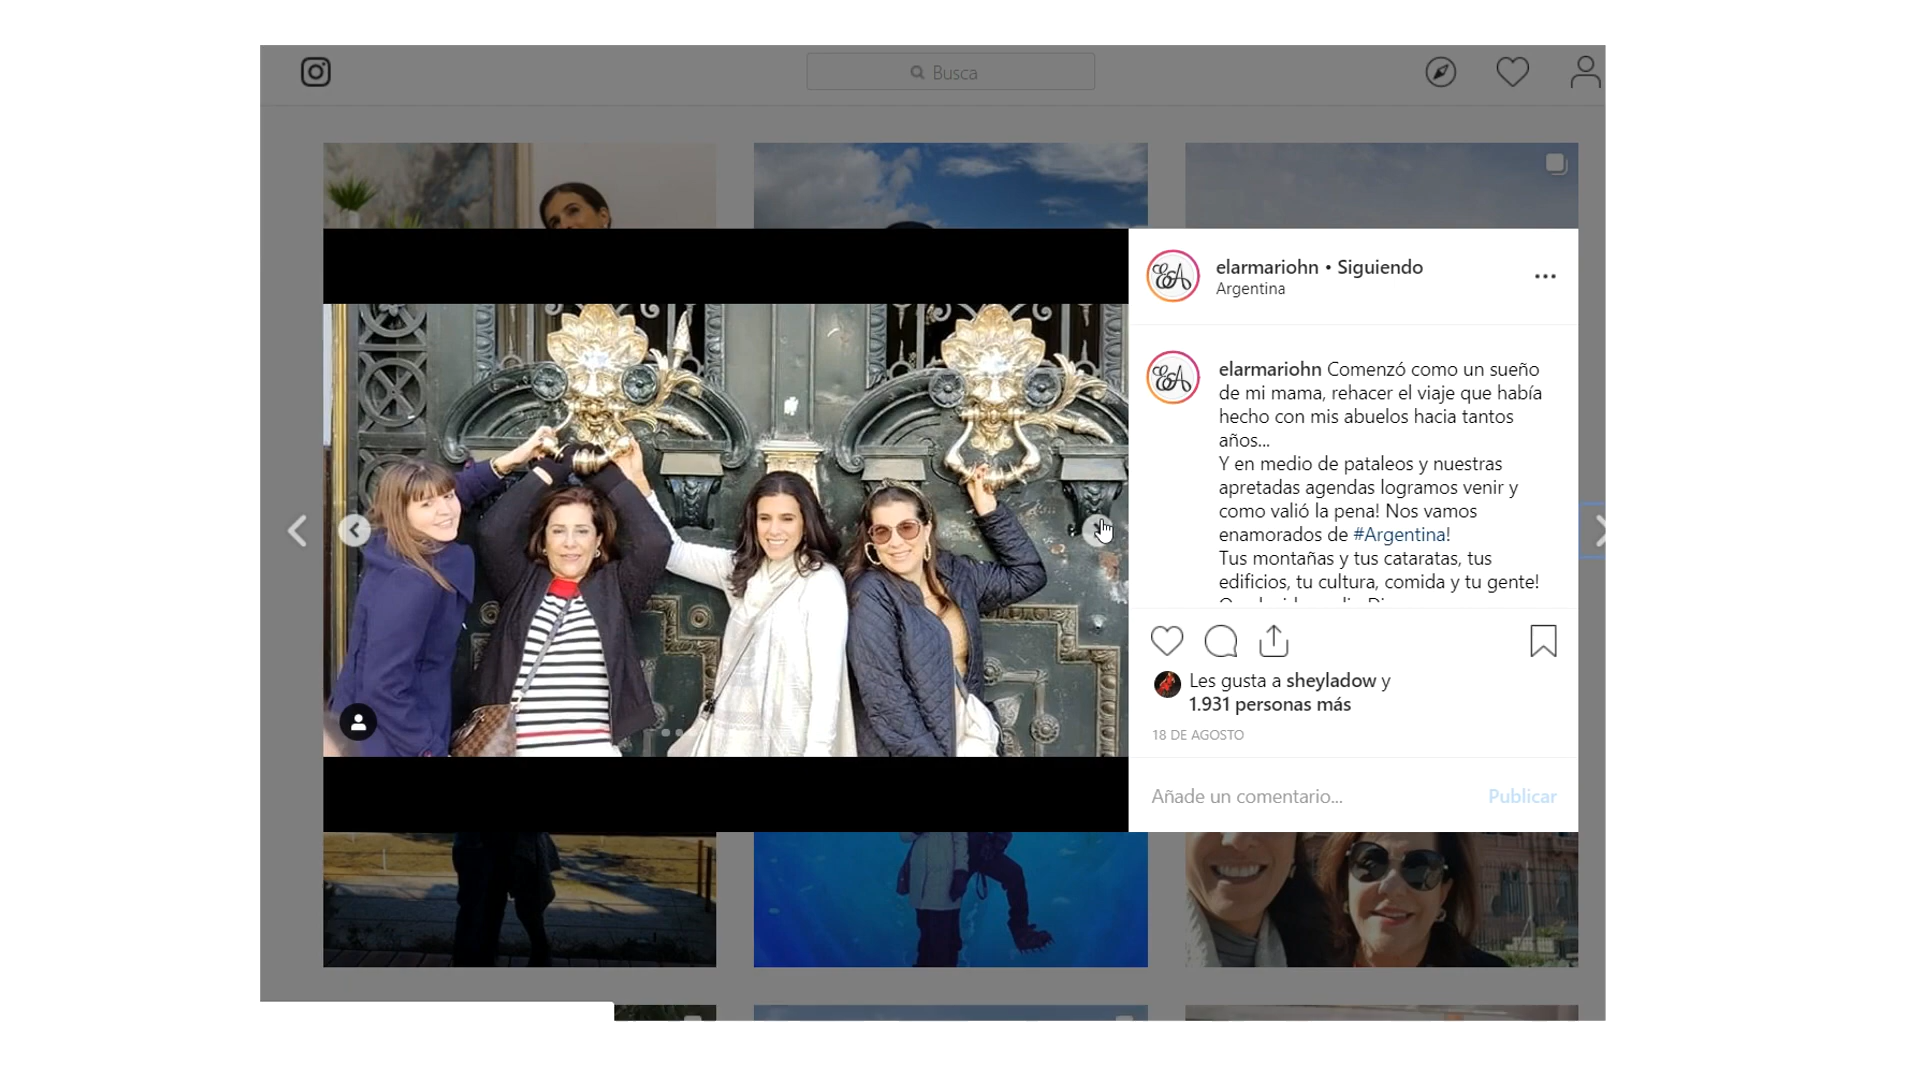 Busca
elarmariohn • Siguiendo
Argentina
elarmariohn Comenzó como un sueño
de mi mama, rehacer el viaje que había
hecho con mis abuelos hacia tantos
años...
Y en medio de pataleos y nuestras
apretadas agendas logramos venir y
como valió la pena! Nos vamos
enamorados de #Argentina!
Tus montañas y tus cataratas, tus
edificios, tu cultura, comida y tu gente!
Les gusta a sheyladow y
1.931 personas más
18 DE AGOSTO
Añade un comentario...
Publicar